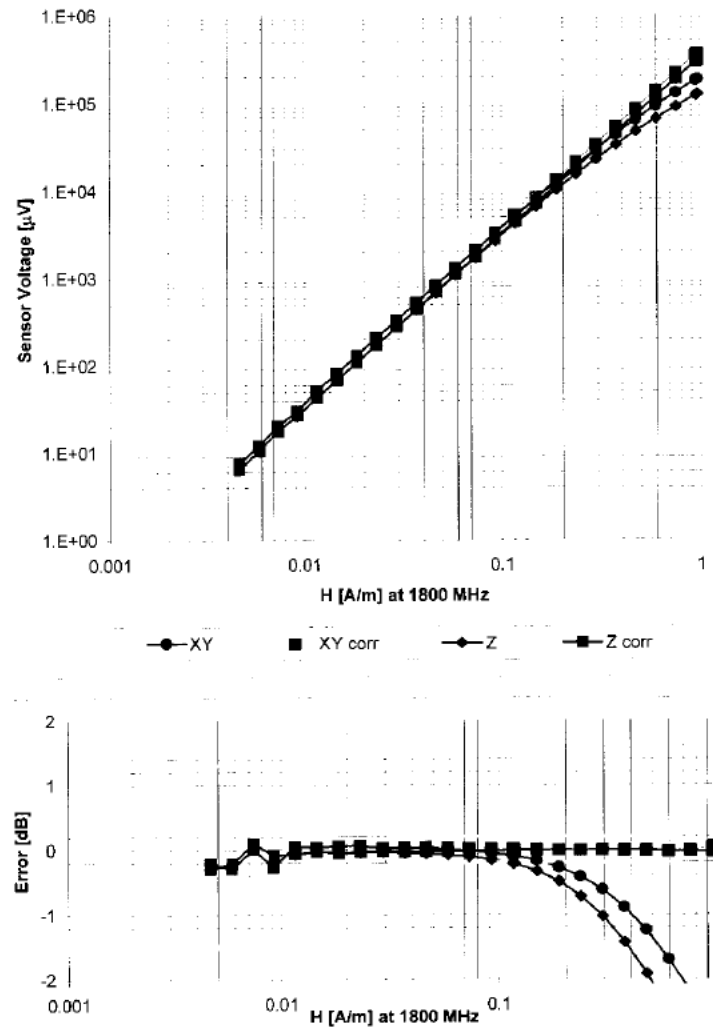 1.E+06
1.E+05
1.E+04
1.E+03
1.E+02
1.E+01
1.E+00
Sensor Voltage [µV]
0.001 0.01 0.1 1
H [A/m] at 1800 MHz
XY XY corr Z Z corr
2
1
0
-1
-2
Error [dB]
0.001 0.01 0.1
H [A/m] at 1800 MHz